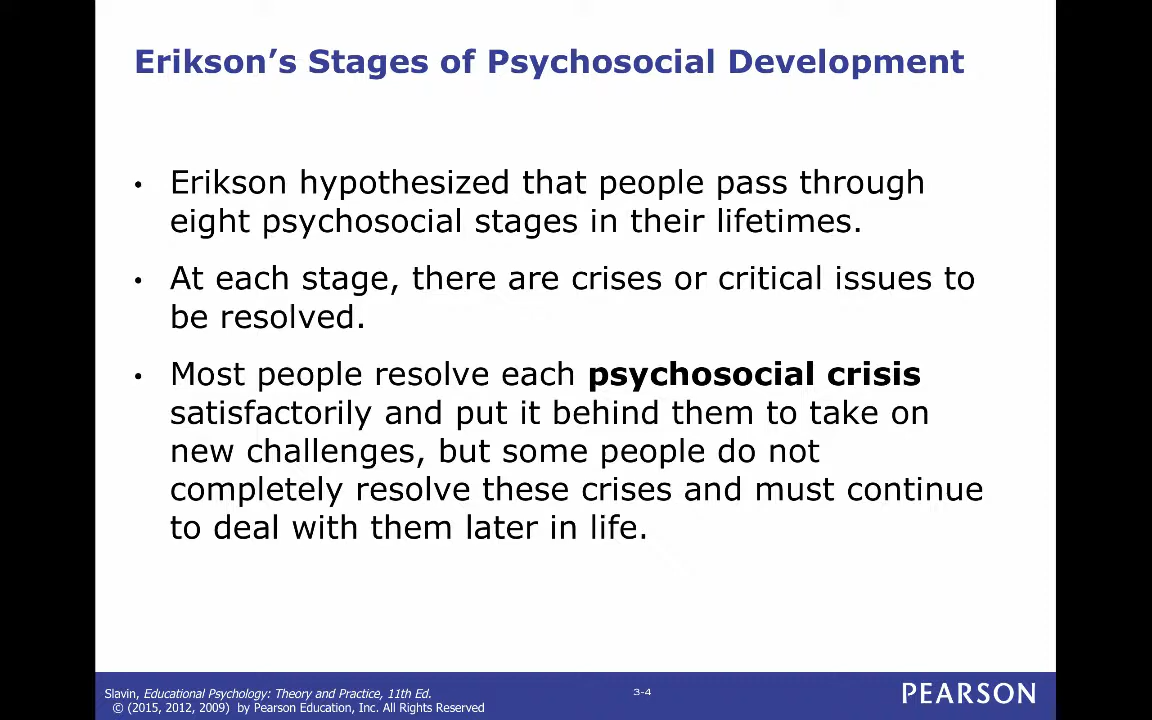 Erikson’s Stages of Psychosocial Development
• Erikson hypothesized that people pass through
eight psychosocial stages in their lifetimes.
• At each stage, there are crises or critical issues to
be resolved.
• Most people resolve each psychosocial crisis
satisfactorily and put it behind them to take on
new challenges, but some people do not
completely resolve these crises and must continue
to deal with them later in life.
Slavin, Educational Psychology: Theory and Practice, 11th Ed.
© (2015, 2012, 2009) by Pearson Education, Inc. All Rights Reserved
3-4
PEARSON